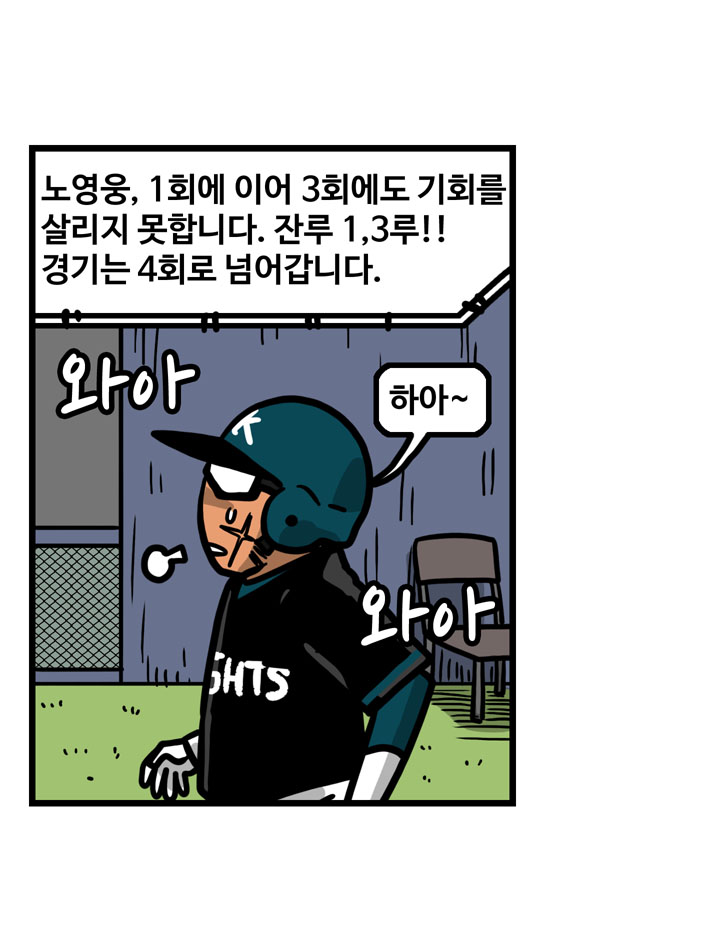 노영웅, 1회에 이어 3회에도 기회를
살리지 못합니다. 잔루 1,3루!!
경기는 4회로 넘어갑니다.
와아
하아~
K
와아
GHTS